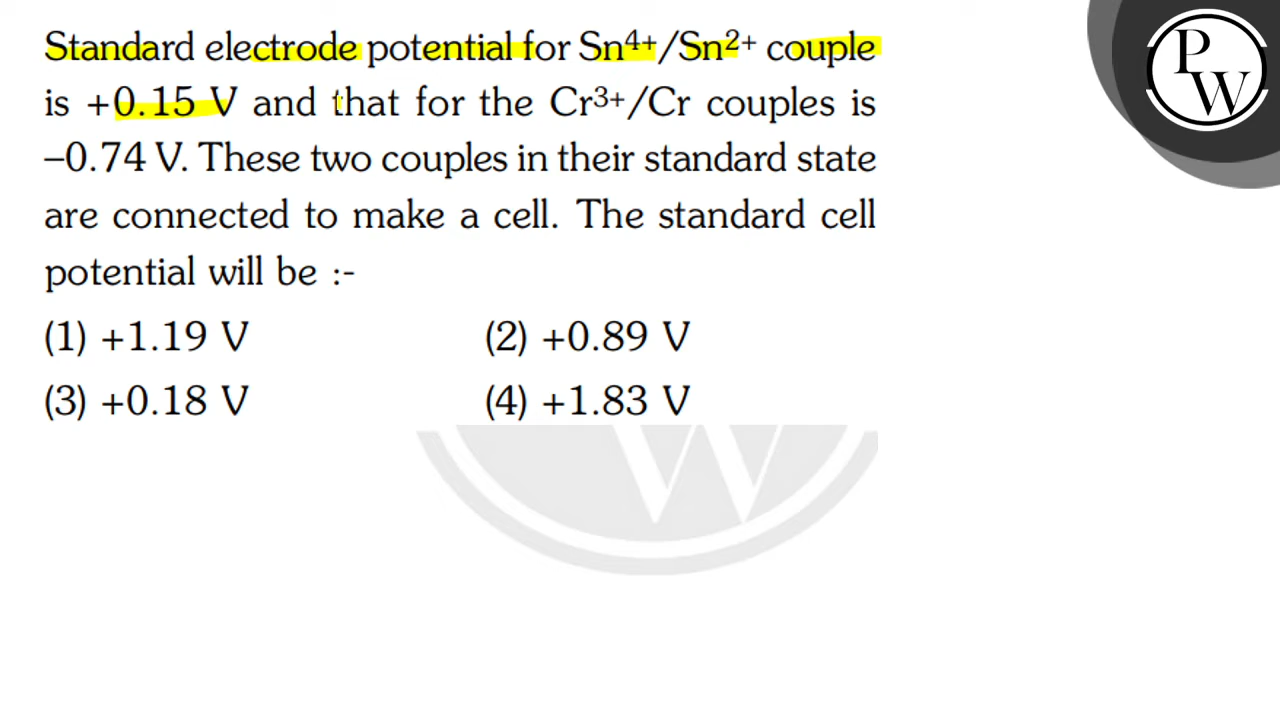 Standard electrode potential for Sn⁴⁺/Sn²⁺ couple
is +0.15 V and that for the Cr³⁺/Cr couples is
–0.74 V. These two couples in their standard state
are connected to make a cell. The standard cell
potential will be :-
(1) +1.19 V (2) +0.89 V
(3) +0.18 V (4) +1.83 V
P
W
W